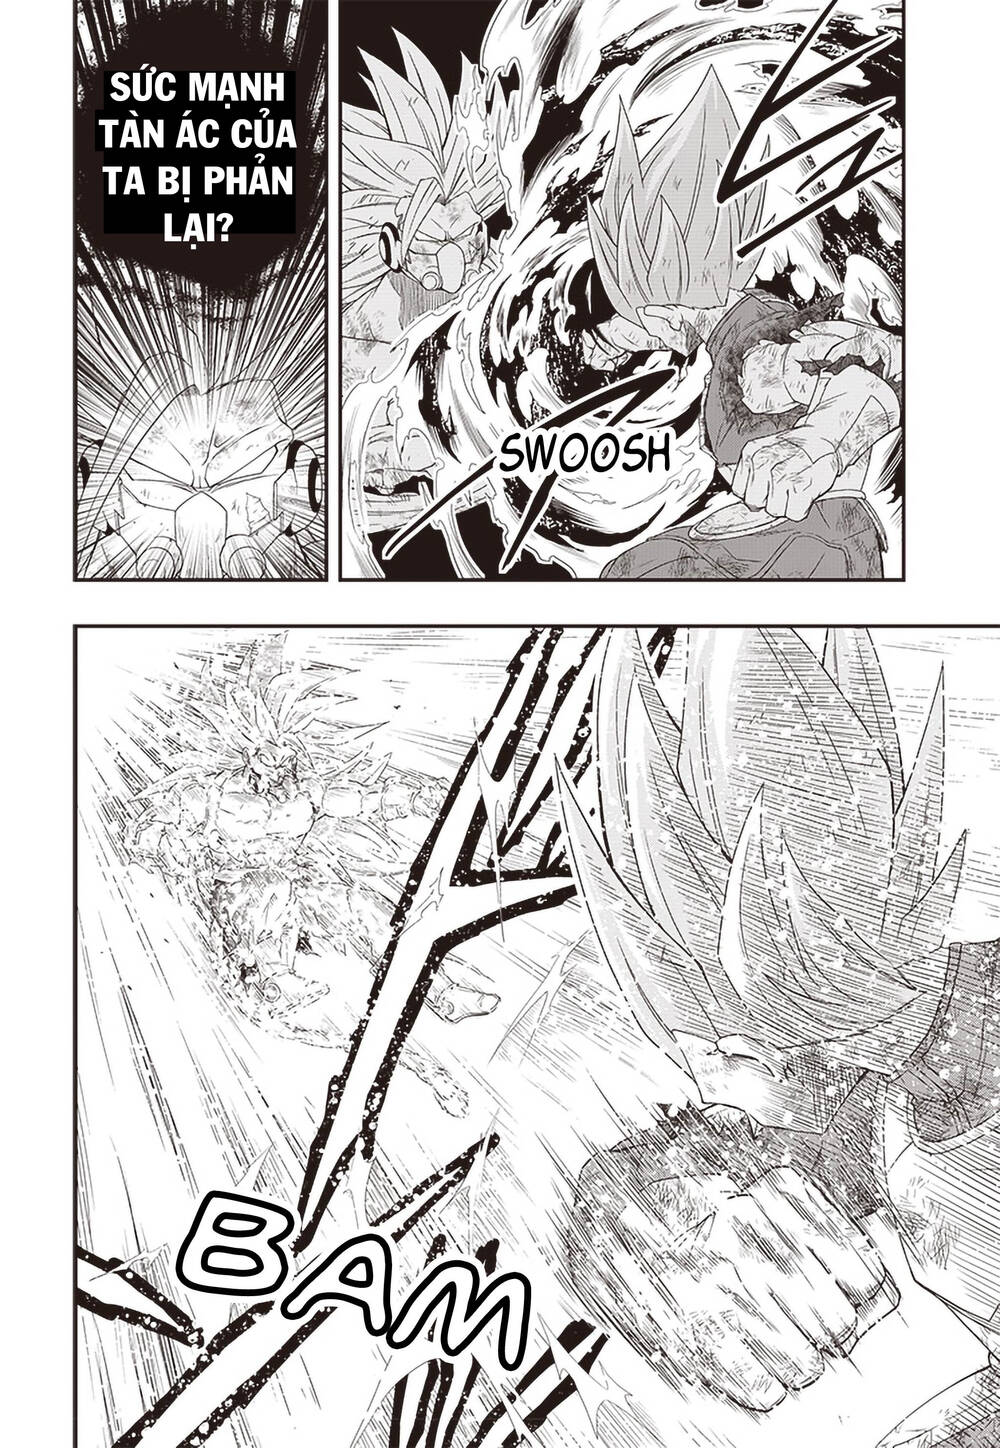 SỨC MẠNH
TÀN ÁC CỦA
TA BỊ PHẢN
LẠI?
SWOOSH
BAM